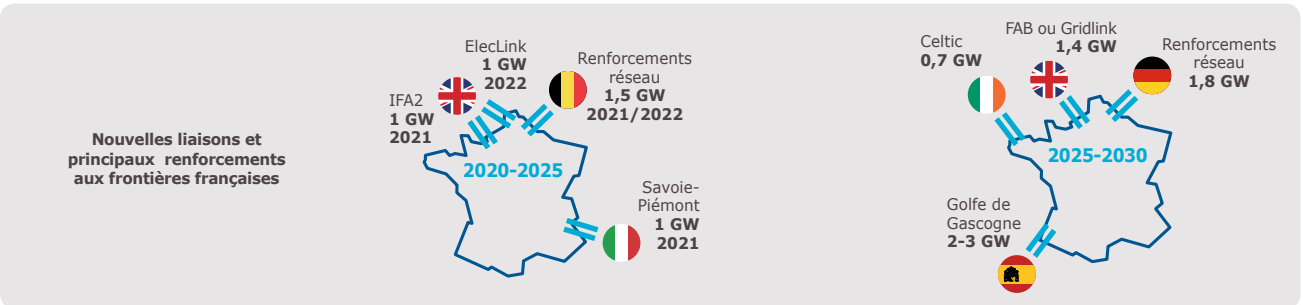 Nouvelles liaisons et
principaux renforcements
aux frontières françaises
ElecLink
1 GW
2022
Renforcements
réseau
1,5 GW
2021/2022
IFA2
1 GW
2021
2020-2025
Savoie-
Piémont
1 GW
2021
Celtic
0,7 GW
FAB ou Gridlink
1,4 GW
Renforcements
réseau
1,8 GW
2025-2030
Golfe de
Gascogne
2-3 GW